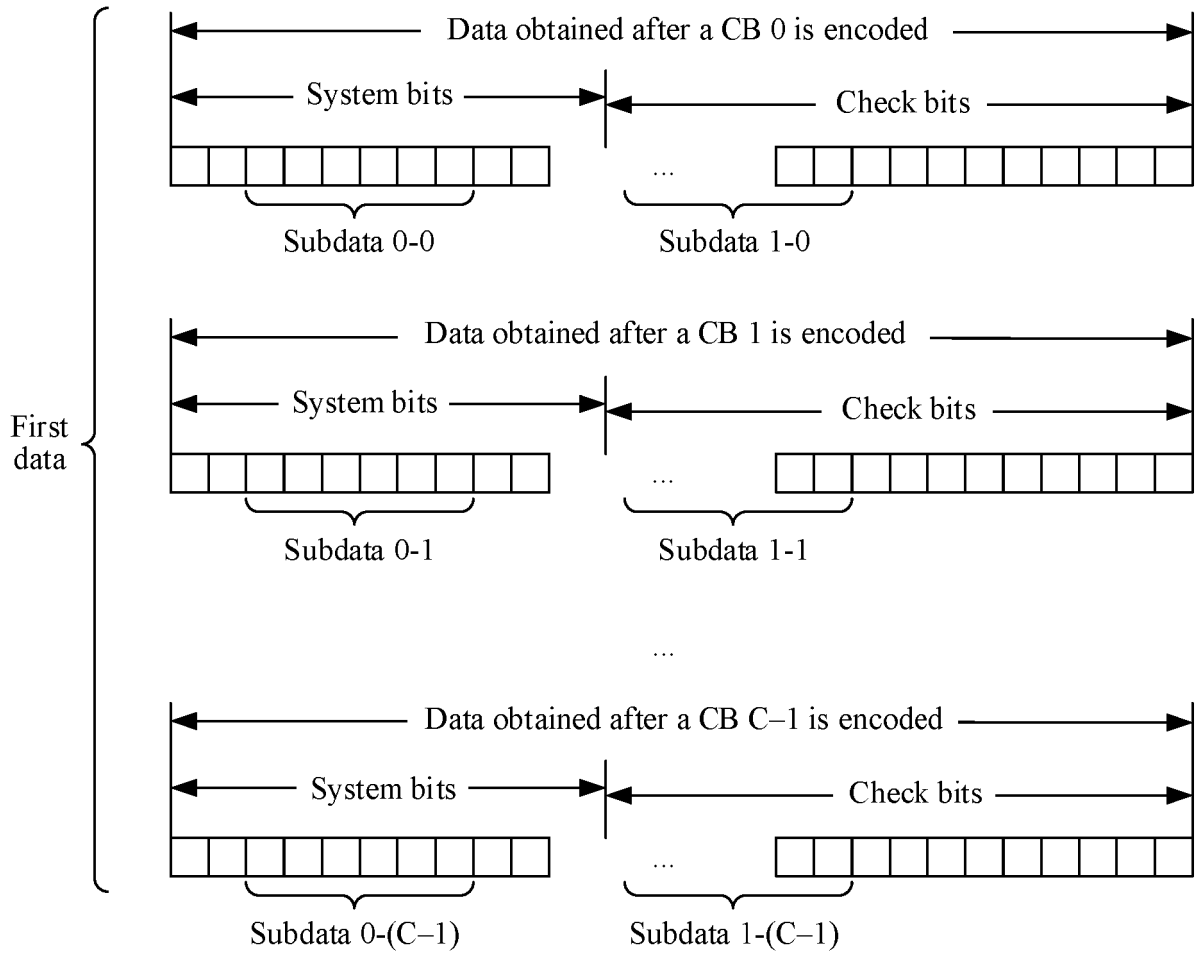 Data obtained after a CB 0 is encoded
System bits
Check bits
...
Subdata 0-0
Subdata 1-0
Data obtained after a CB 1 is encoded
System bits
Check bits
First
data
...
Subdata 0-1
Subdata 1-1
...
Data obtained after a CB C–1 is encoded
System bits
Check bits
...
Subdata 0-(C–1)
Subdata 1-(C–1)